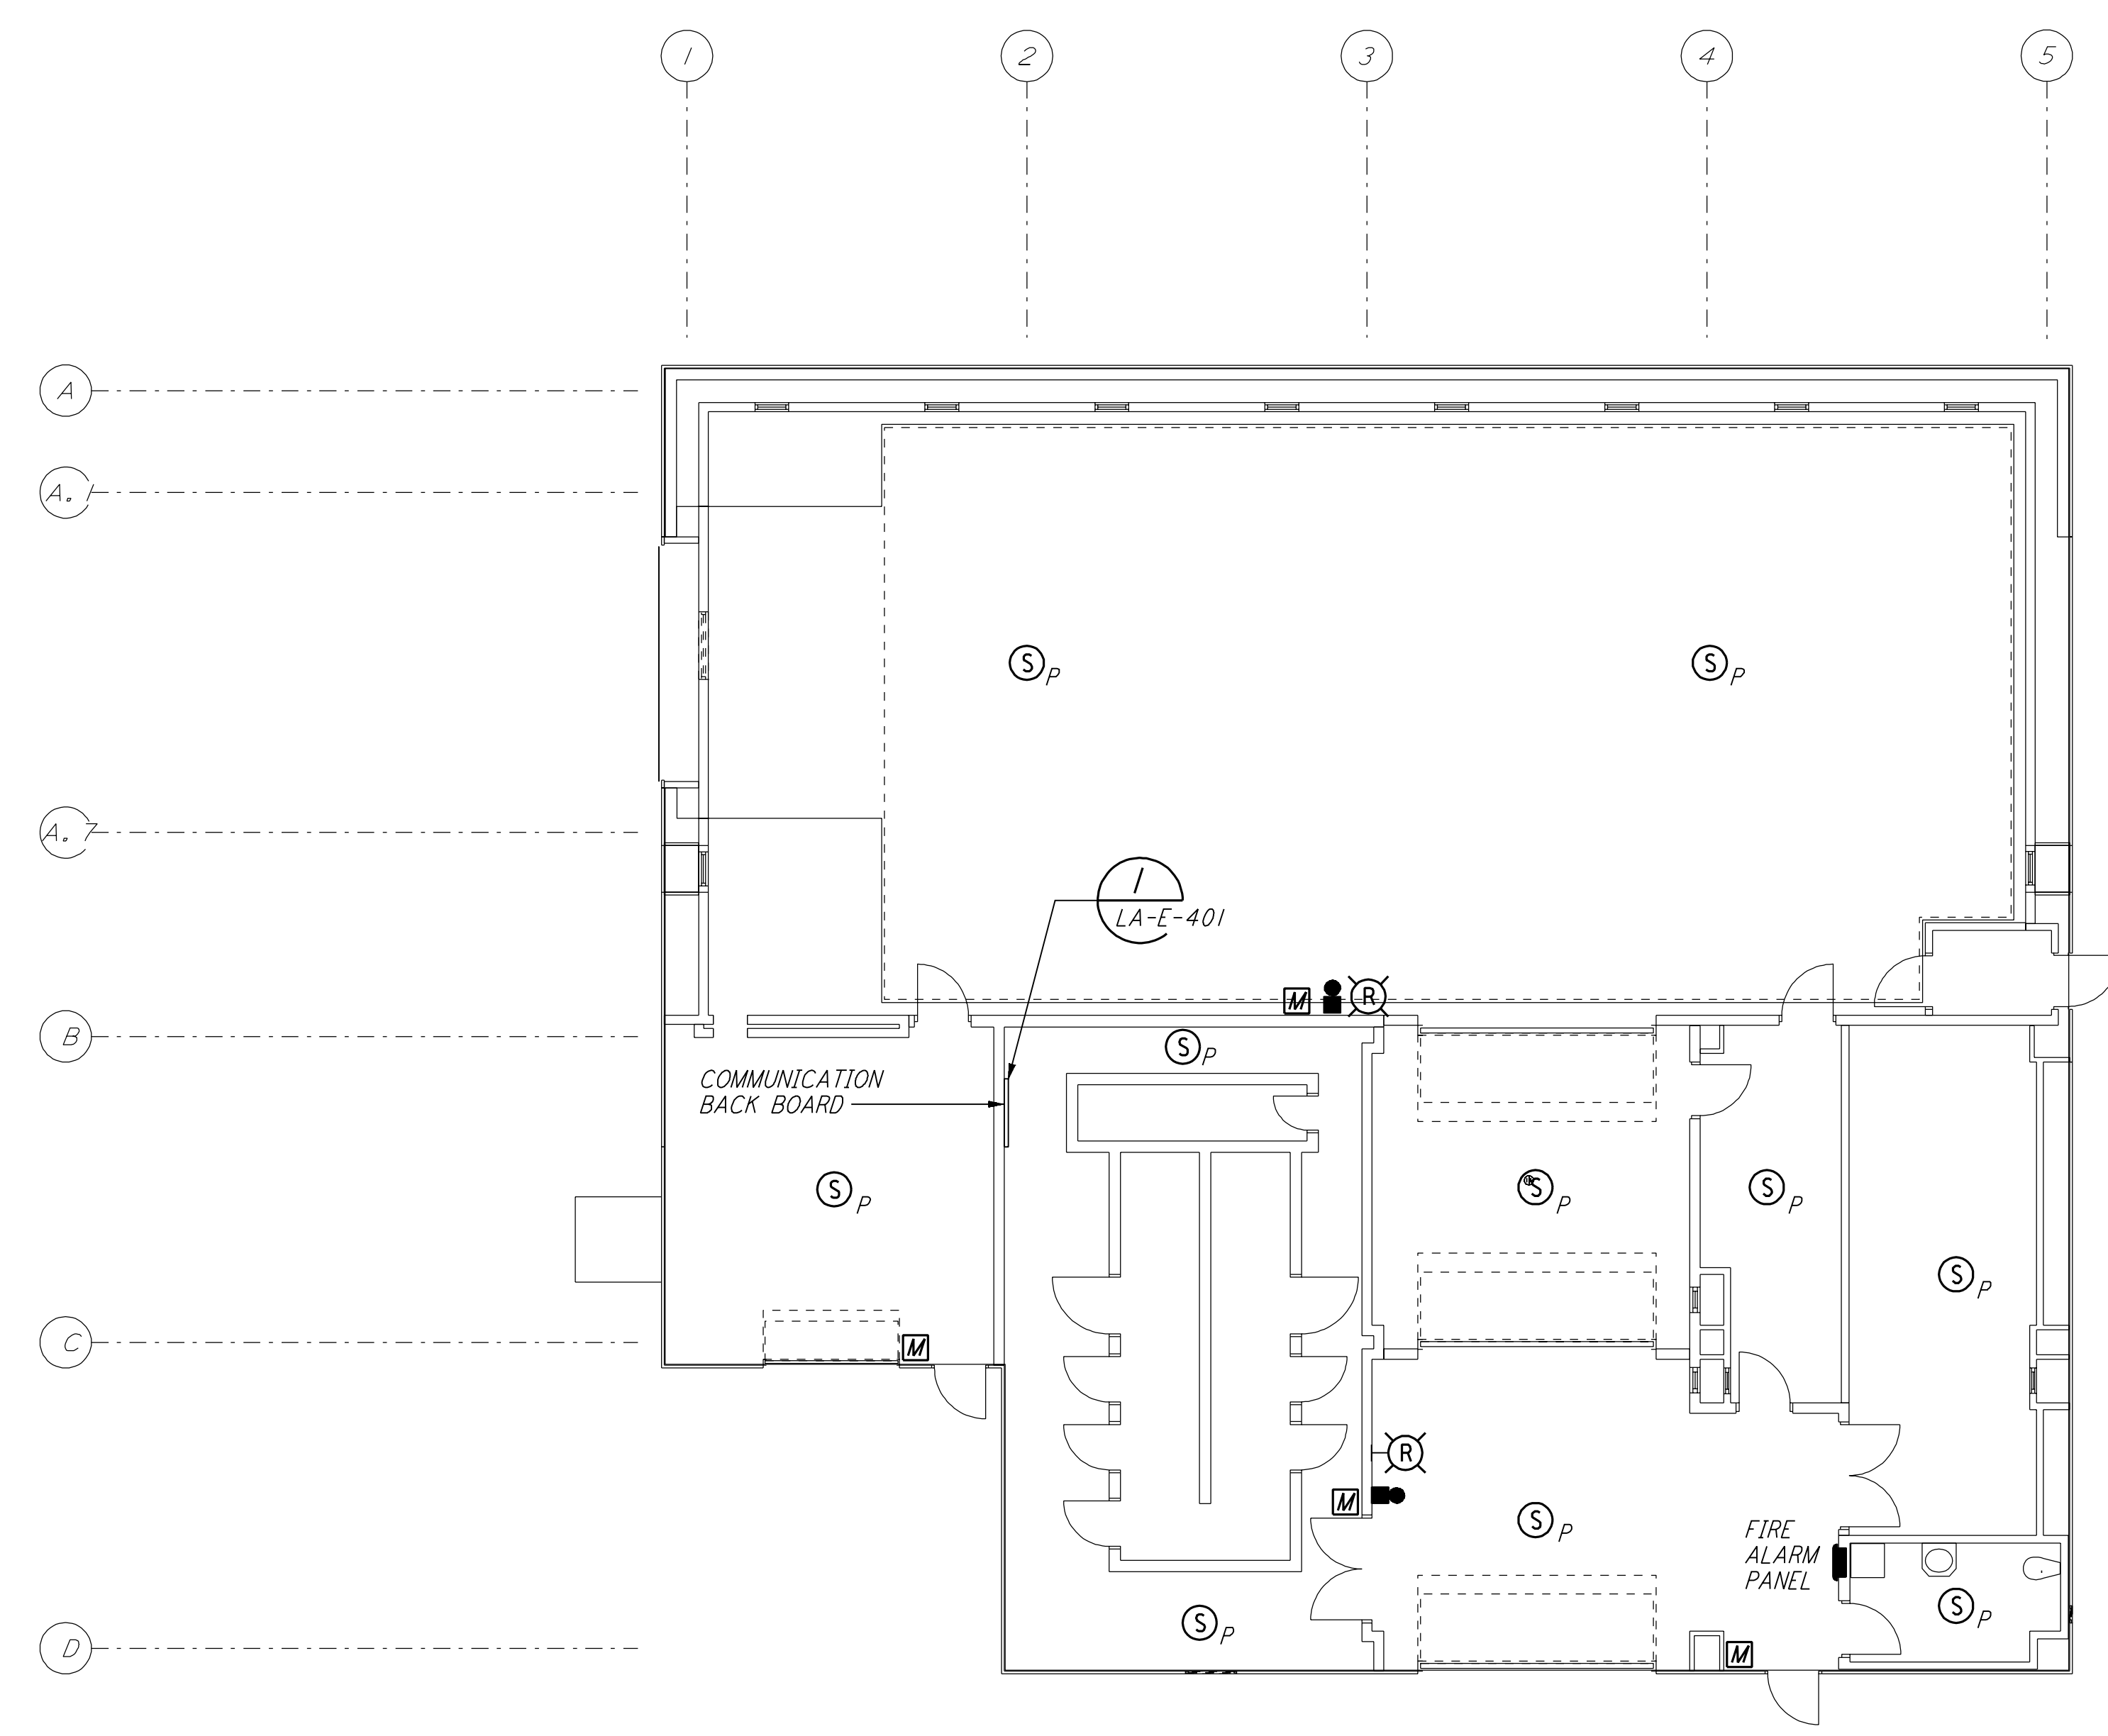 1 2 3 4 5
A
A.1
S P S P
A.7
1
LA-E-401
M R
B
S P
COMMUNICATION
BACK BOARD
S P S P S P
S P
C
M
R
M
S P
FIRE
ALARM
PANEL
S P
S P
D
M